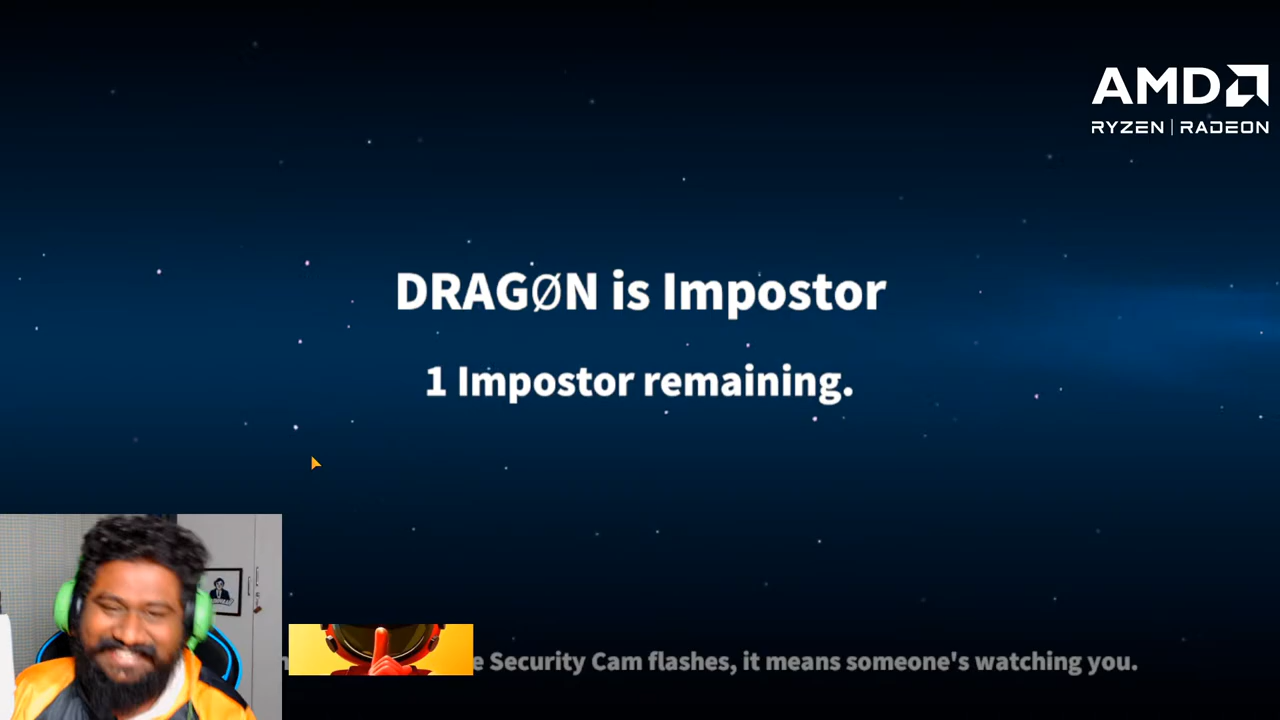 AMD
RYZEN | RADEON
DRAGØN is Impostor
1 Impostor remaining.
Security Cam flashes, it means someone's watching you.